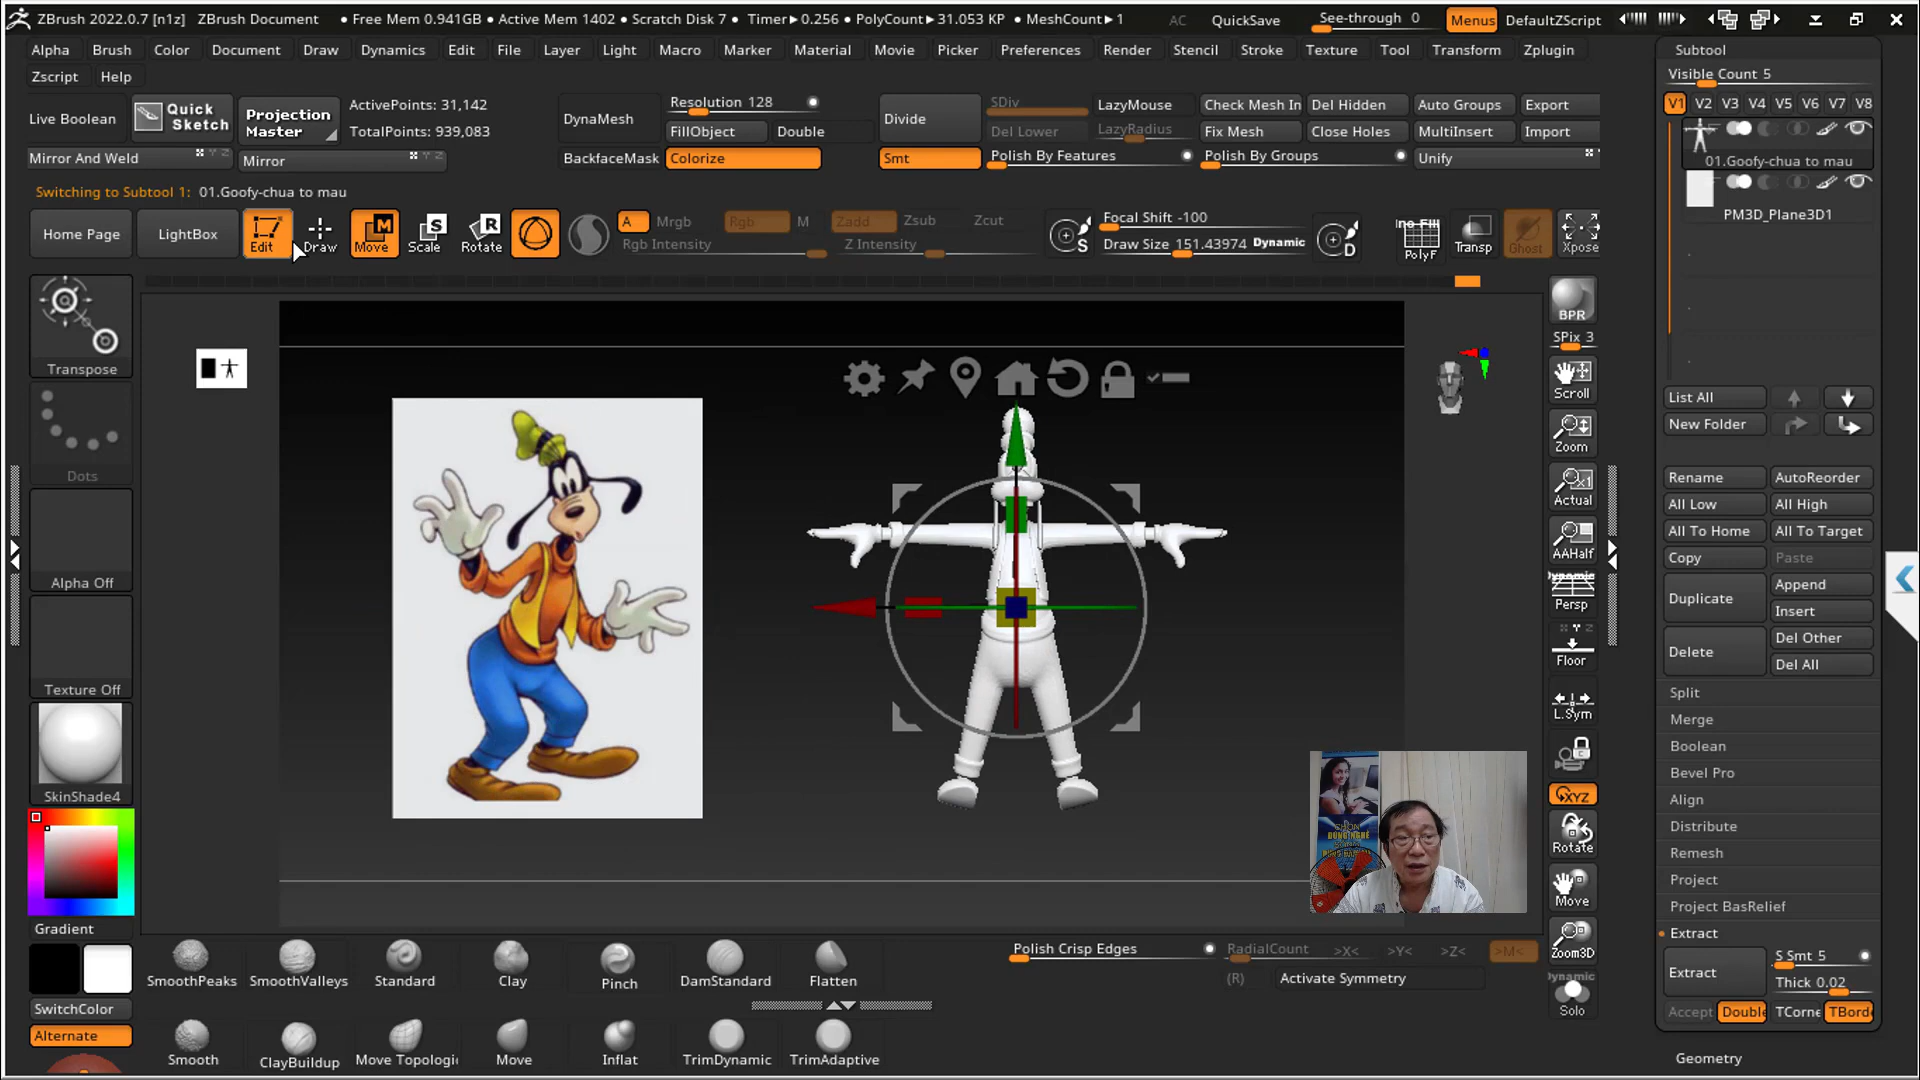 ZBrush 2022.0.7 [n1z] ZBrush Document • Free Mem 0.941GB • Active Mem 1402 • Scratch Disk 7 • Timer▶0.256 • PolyCount▶31.053 KP • MeshCount▶1 AC QuickSave See-through 0 Menus DefaultZScript
Alpha Brush Color Document Draw Dynamics Edit File Layer Light Macro Marker Material Movie Picker Preferences Render Stencil Stroke Texture Tool Transform Zplugin
Zscript Help
Live Boolean
Quick Sketch
Projection Master
ActivePoints: 31,142
TotalPoints: 939,083
Mirror And Weld
Mirror
DynaMesh
BackfaceMask
Resolution 128
FillObject Double
Colorize
Divide
Smt
SDiv
Del Lower
LazyMouse
LazyRadius
Polish By Features
Check Mesh In Del Hidden
Fix Mesh Close Holes
Polish By Groups
Auto Groups Export
MultiInsert Import
Unify
Switching to Subtool 1: 01.Goofy-chua to mau
Home Page LightBox Edit Draw Move Scale Rotate
A Mrgb Rgb M Zadd Zsub Zcut
Rgb Intensity Z Intensity
S
Focal Shift -100
Draw Size 151.43974 Dynamic
D
PolyF Transp Ghost Xpose
Transpose
Dots
Alpha Off
Texture Off
SkinShade4
Gradient
SwitchColor
Alternate
BPR
SPix 3
Scroll
Zoom
Actual
AAHalf
Dynamic
Persp
Floor
L.Sym
XYZ
Rotate
Move
Zoom3D
Dynamic
Solo
Subtool
Visible Count 5
V1 V2 V3 V4 V5 V6 V7 V8
01.Goofy-chua to mau
PM3D_Plane3D1
List All
New Folder
Rename AutoReorder
All Low All High
All To Home All To Target
Copy Paste
Duplicate
Append
Insert
Delete
Del Other
Del All
Split
Merge
Boolean
Bevel Pro
Align
Distribute
Remesh
Project
Project BasRelief
Extract
Extract
S Smt 5
Thick 0.02
Accept Double TCorne TBord
Geometry
SmoothPeaks SmoothValleys Standard Clay Pinch DamStandard Flatten
Smooth ClayBuildup Move Topologi Move Inflat TrimDynamic TrimAdaptive
Polish Crisp Edges
RadialCount >X< >Y< >Z< >M<
(R) Activate Symmetry